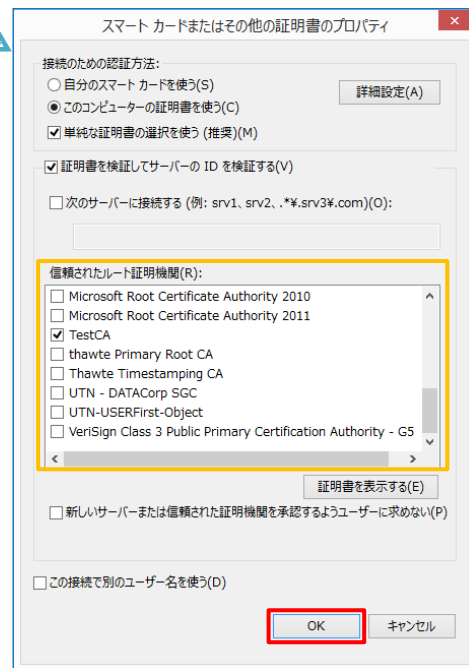 スマート カードまたはその他の証明書のプロパティ
接続のための認証方法:
自分のスマート カードを使う(S)
詳細設定(A)
このコンピューターの証明書を使う(C)
単純な証明書の選択を使う (推奨)(M)
証明書を検証してサーバーの ID を検証する(V)
次のサーバーに接続する (例: srv1、srv2、.*¥.srv3¥.com)(O):
信頼されたルート証明機関(R):
Microsoft Root Certificate Authority 2010
Microsoft Root Certificate Authority 2011
TestCA
thawte Primary Root CA
Thawte Timestamping CA
UTN - DATACorp SGC
UTN-USERFirst-Object
VeriSign Class 3 Public Primary Certification Authority - G5
証明書を表示する(E)
新しいサーバーまたは信頼された証明機関を承認するようユーザーに求めない(P)
この接続で別のユーザー名を使う(D)
OK
キャンセル